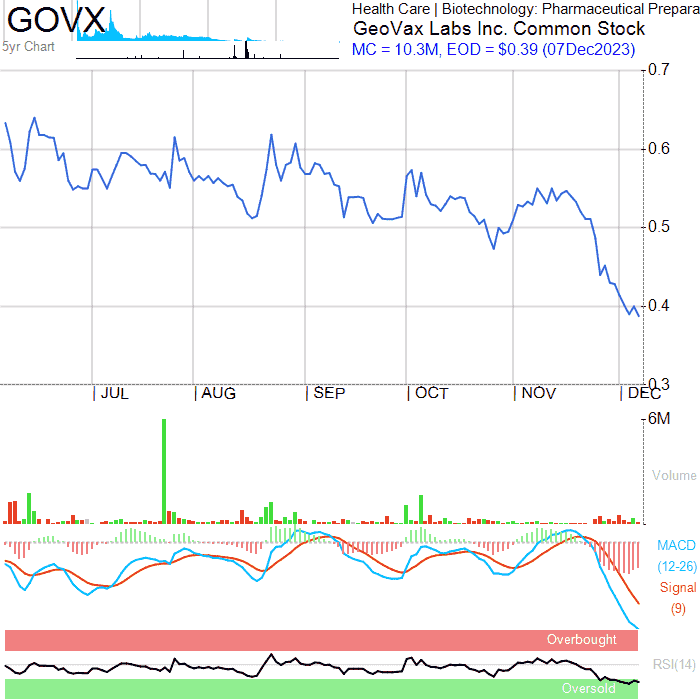 GOVX
5yr Chart
Health Care | Biotechnology: Pharmaceutical Prepara
GeoVax Labs Inc. Common Stock
MC = 10.3M, EOD = $0.39 (07Dec2023)
0.7
0.6
0.5
0.4
0.3
JUL AUG SEP OCT NOV DEC
6M
Volume
MACD
(12-26)
Signal
(9)
Overbought
RSI(14)
Oversold